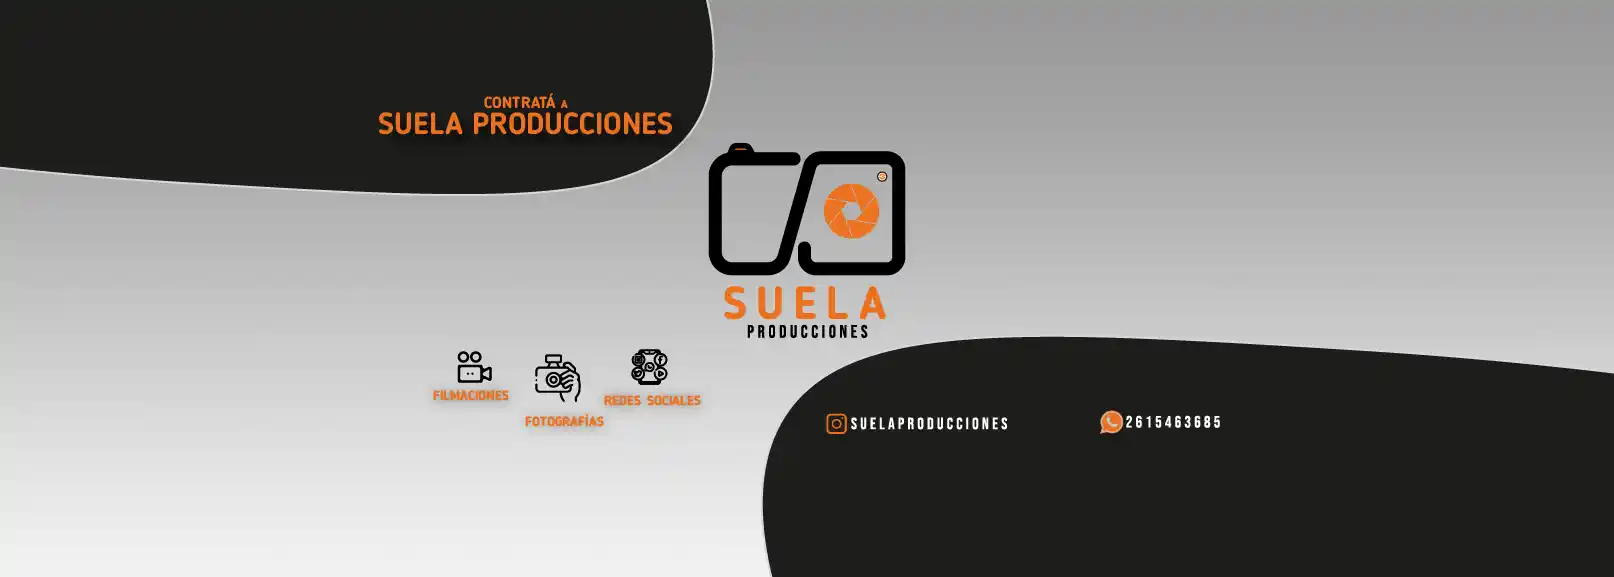 CONTRATÁ A
SUELA PRODUCCIONES
SUELA
PRODUCCIONES
FILMACIONES
FOTOGRAFÍAS
REDES SOCIALES
SUELAPRODUCCIONES
2615463685